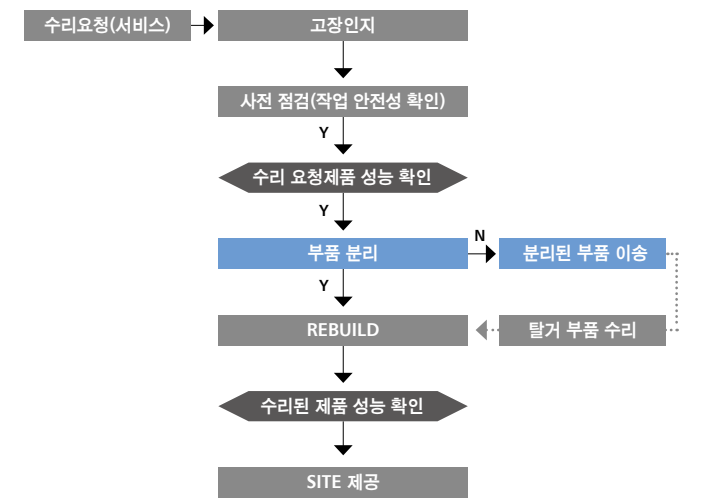 수리요청(서비스)
고장인지
사전 점검(작업 안전성 확인)
Y
수리 요청제품 성능 확인
Y
부품 분리
N
분리된 부품 이송
Y
REBUILD
탈거 부품 수리
수리된 제품 성능 확인
SITE 제공